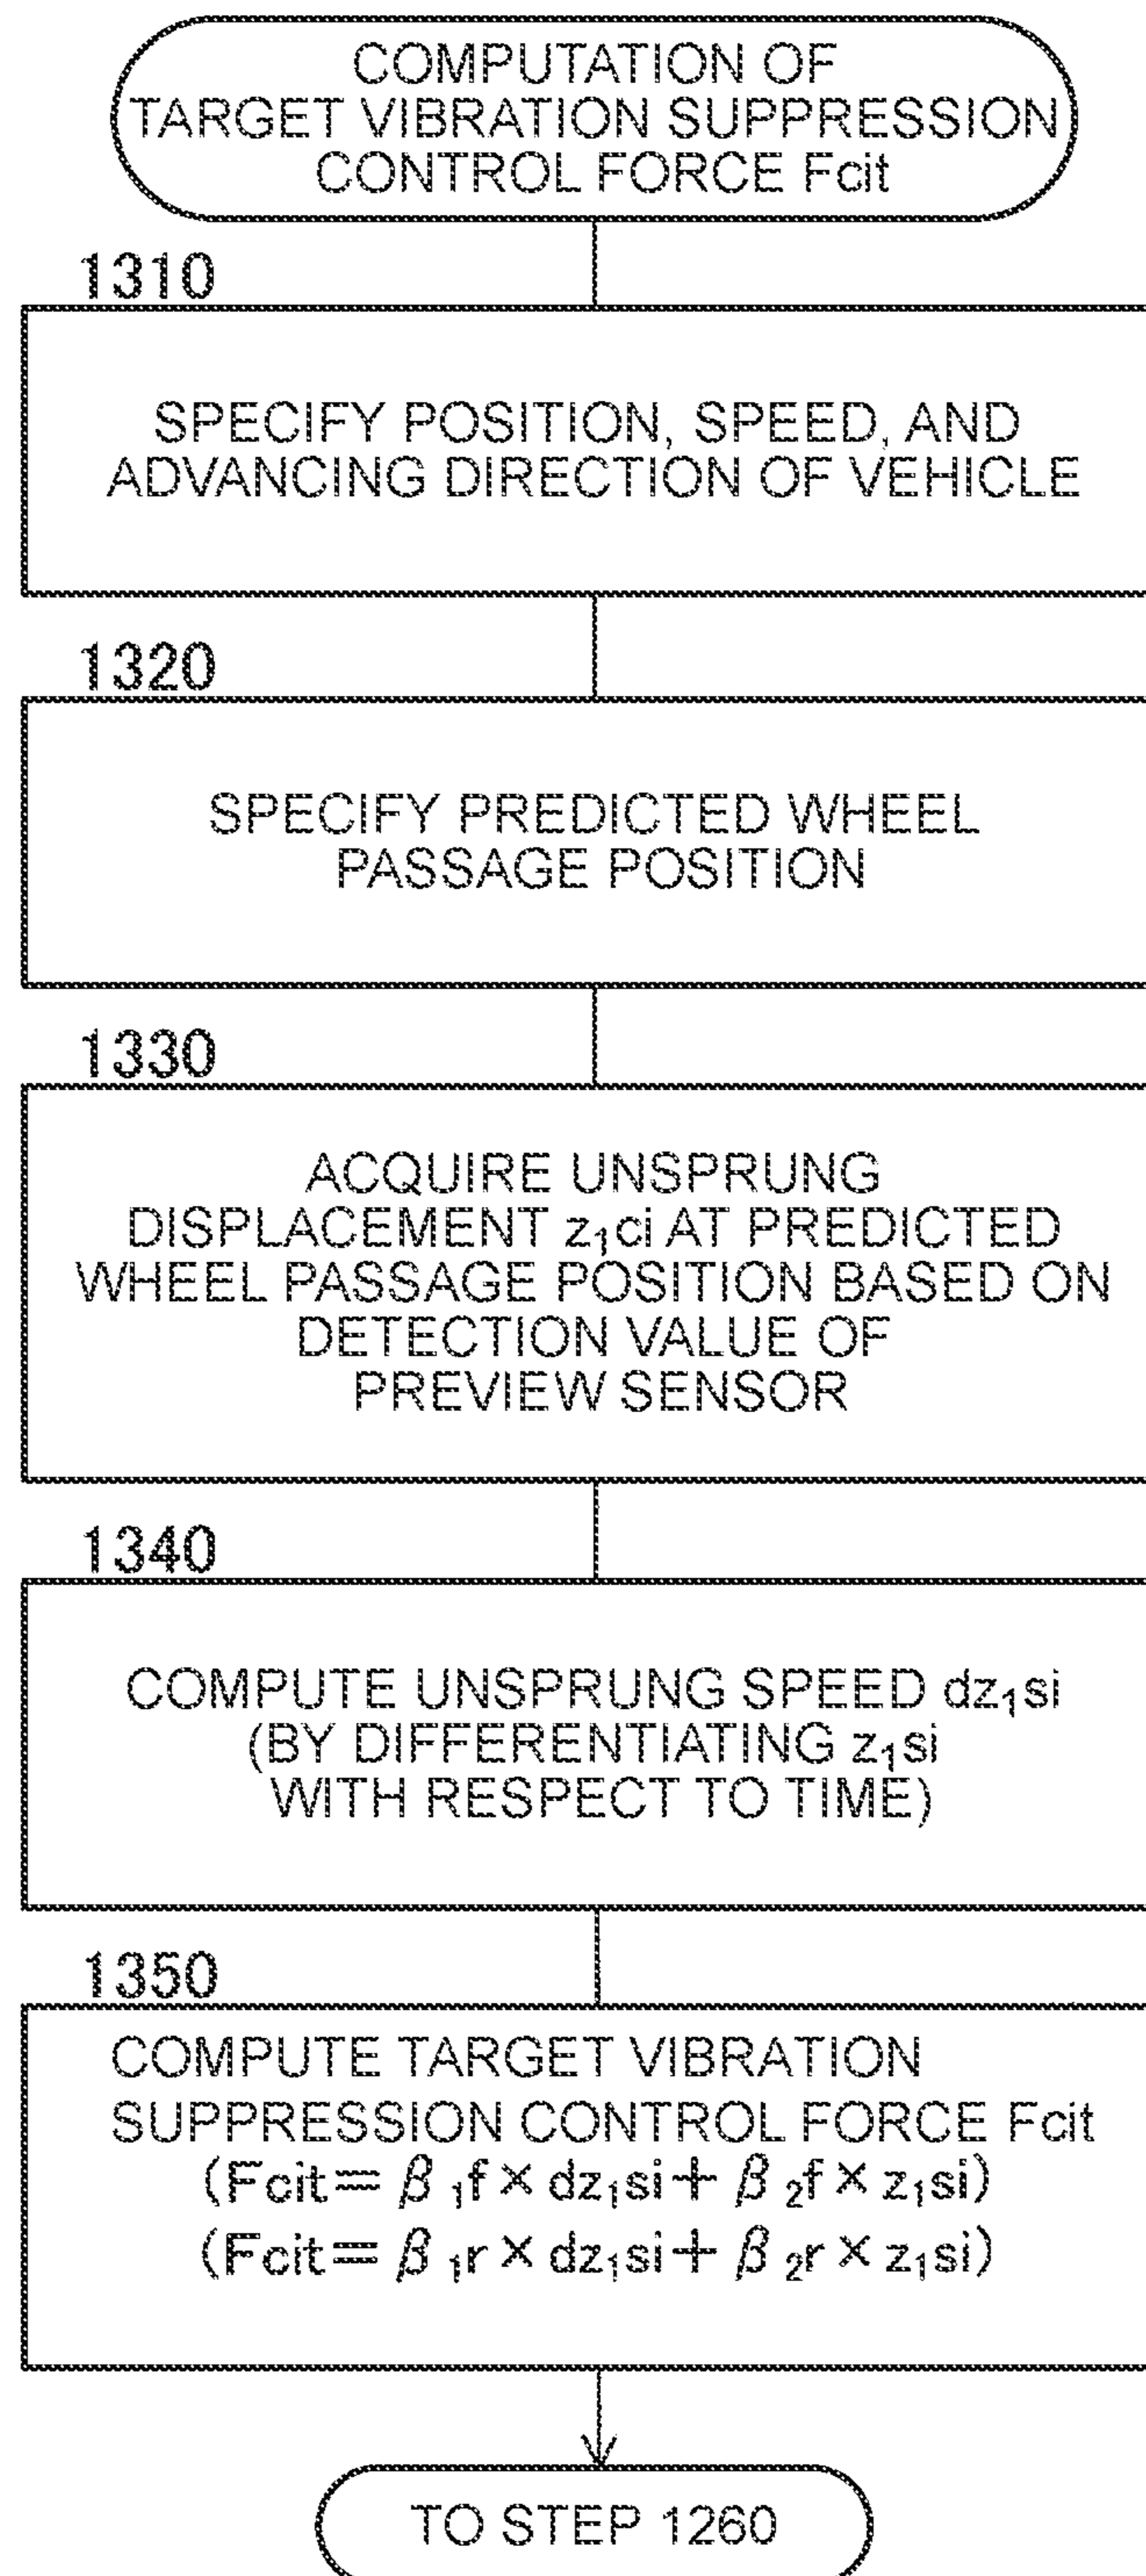 COMPUTATION OF
TARGET VIBRATION SUPPRESSION
CONTROL FORCE Fcit
1310
SPECIFY POSITION, SPEED, AND
ADVANCING DIRECTION OF VEHICLE
1320
SPECIFY PREDICTED WHEEL
PASSAGE POSITION
1330
ACQUIRE UNSPRUNG
DISPLACEMENT z₁ci AT PREDICTED
WHEEL PASSAGE POSITION BASED ON
DETECTION VALUE OF
PREVIEW SENSOR
1340
COMPUTE UNSPRUNG SPEED dz₁si
(BY DIFFERENTIATING z₁si
WITH RESPECT TO TIME)
1350
COMPUTE TARGET VIBRATION
SUPPRESSION CONTROL FORCE Fcit
(Fcit= β₁f × dz₁si+ β₂f × z₁si)
(Fcit= β₁r × dz₁si+ β₂r × z₁si)
TO STEP 1260